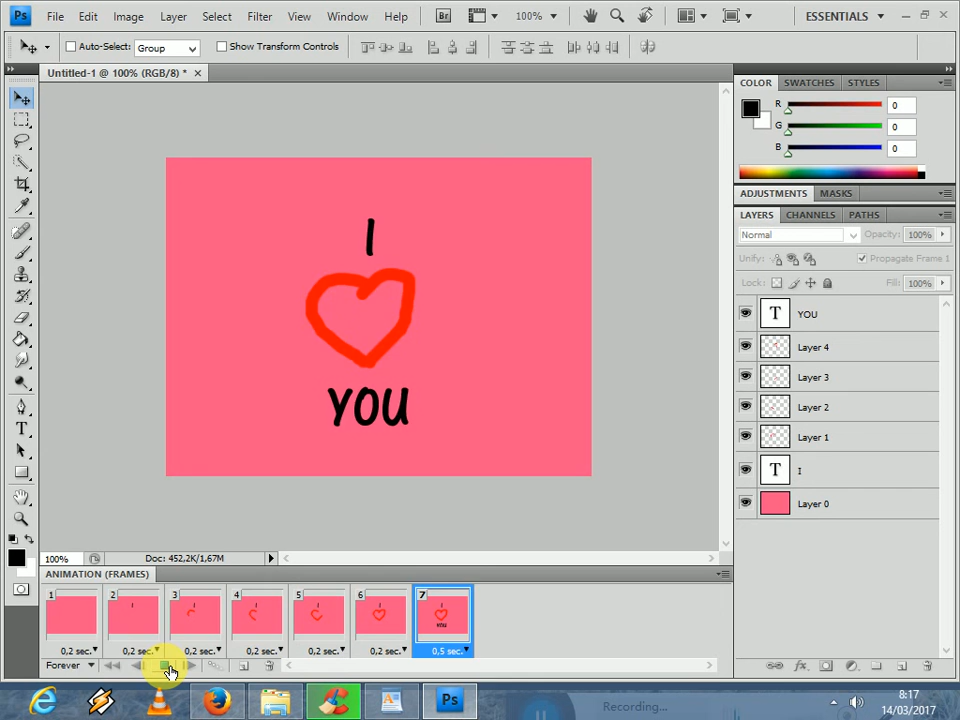 Ps File Edit Image Layer Select Filter View Window Help Br 100% ESSENTIALS
Auto-Select: Group Show Transform Controls
Untitled-1 @ 100% (RGB/8) *
COLOR SWATCHES STYLES
R 0
G 0
B 0
ADJUSTMENTS MASKS
LAYERS CHANNELS PATHS
Normal Opacity: 100%
Unify: Propagate Frame 1
Lock: Fill: 100%
T YOU
Layer 4
Layer 3
Layer 2
Layer 1
T I
Layer 0
I
YOU
100% Doc: 452,2K/1,67M
ANIMATION (FRAMES)
1 2 3 4 5 6 7
0,2 sec. 0,2 sec. 0,2 sec. 0,2 sec. 0,2 sec. 0,2 sec. 0,5 sec.
Forever
Ps Recording... 8:17
14/03/2017